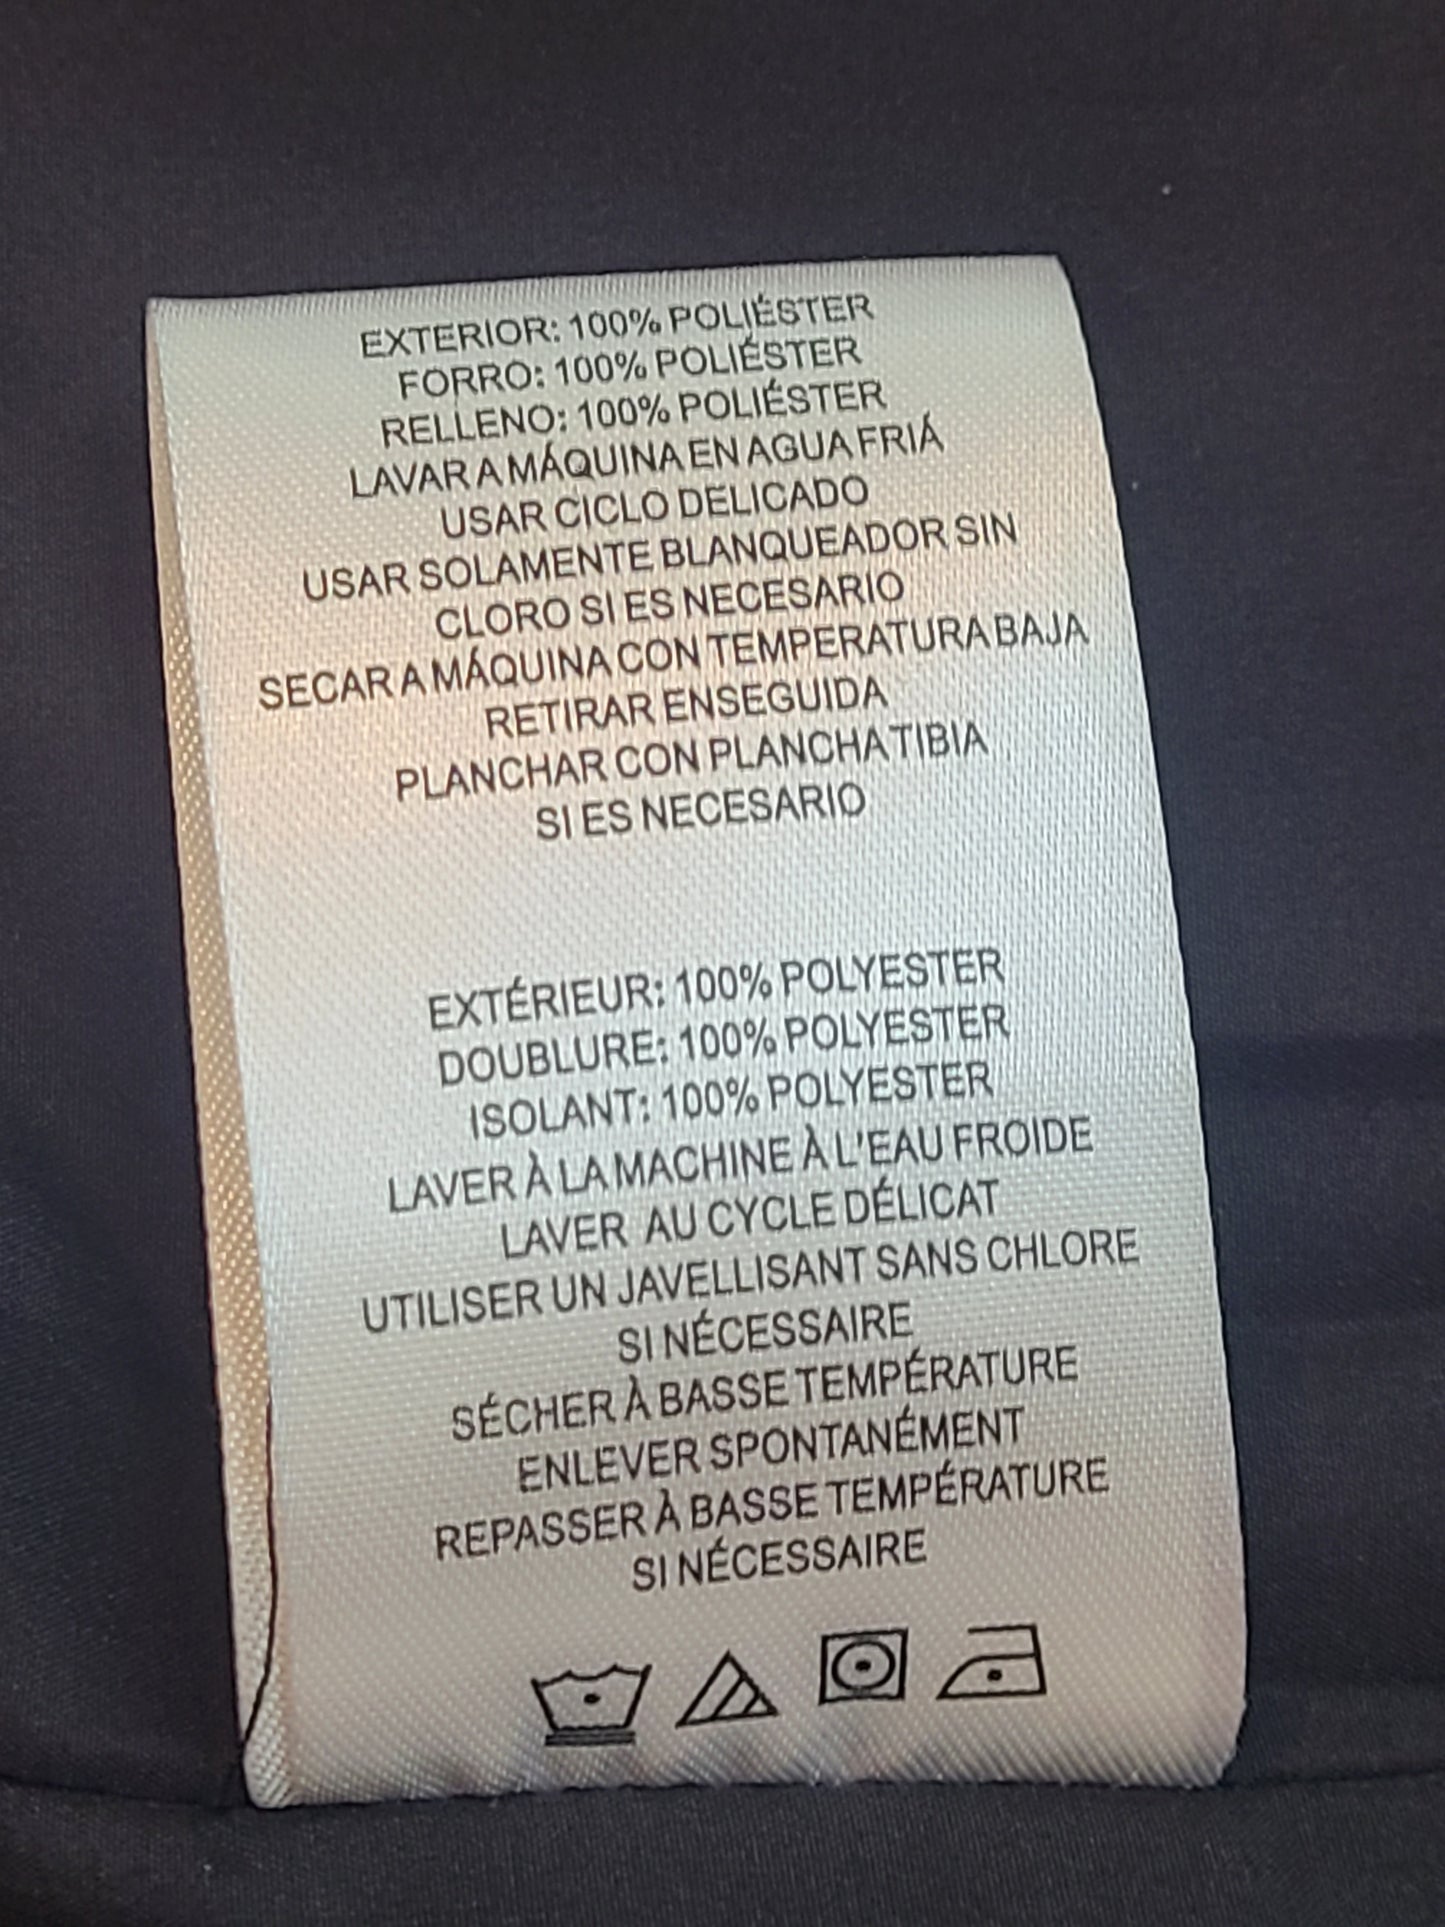 EXTERIOR: 100% POLIÉSTER
FORRO: 100% POLIÉSTER
RELLENO: 100% POLIÉSTER
LAVAR A MÁQUINA EN AGUA FRIÁ
USAR CICLO DELICADO
USAR SOLAMENTE BLANQUEADOR SIN
CLORO SI ES NECESARIO
SECAR A MÁQUINA CON TEMPERATURA BAJA
RETIRAR ENSEGUIDA
PLANCHAR CON PLANCHA TIBIA
SI ES NECESARIO
EXTÉRIEUR: 100% POLYESTER
DOUBLURE: 100% POLYESTER
ISOLANT: 100% POLYESTER
LAVER À LA MACHINE À L'EAU FROIDE
LAVER AU CYCLE DÉLICAT
UTILISER UN JAVELLISANT SANS CHLORE
SI NÉCESSAIRE
SÉCHER À BASSE TEMPÉRATURE
ENLEVER SPONTANÉMENT
REPASSER À BASSE TEMPÉRATURE
SI NÉCESSAIRE